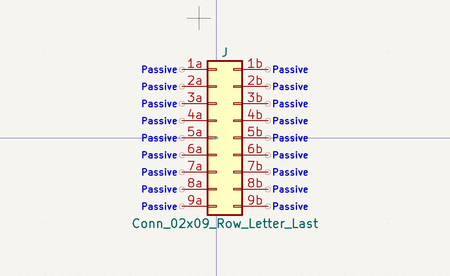 J
Passive 1a 1b Passive
Passive 2a 2b Passive
Passive 3a 3b Passive
Passive 4a 4b Passive
Passive 5a 5b Passive
Passive 6a 6b Passive
Passive 7a 7b Passive
Passive 8a 8b Passive
Passive 9a 9b Passive
Conn_02x09_Row_Letter_Last